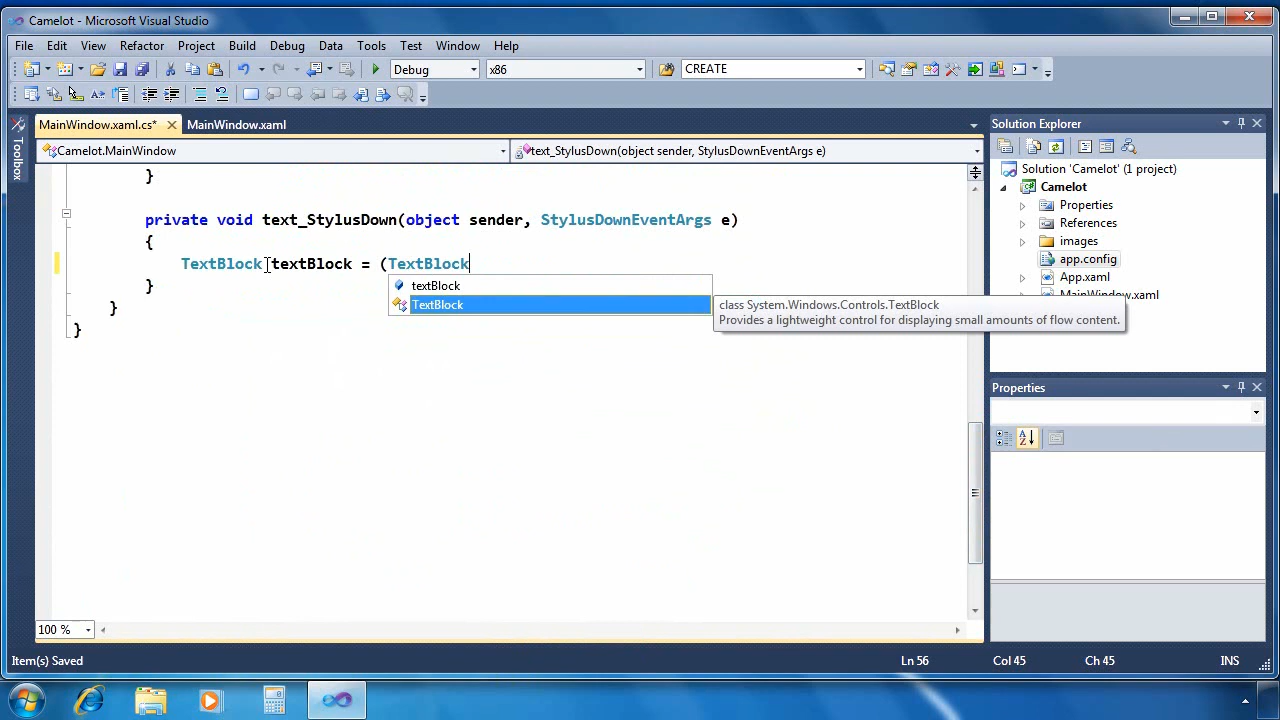 Camelot - Microsoft Visual Studio
File Edit View Refactor Project Build Debug Data Tools Test Window Help
Debug x86 CREATE
MainWindow.xaml.cs* MainWindow.xaml
Camelot.MainWindow text_StylusDown(object sender, StylusDownEventArgs e)
Toolbox
}
private void text_StylusDown(object sender, StylusDownEventArgs e)
{
TextBlock textBlock = (TextBlock
}
}
}
textBlock
TextBlock
class System.Windows.Controls.TextBlock
Provides a lightweight control for displaying small amounts of flow content.
Solution Explorer
Solution 'Camelot' (1 project)
Camelot
Properties
References
images
app.config
App.xaml
MainWindow.xaml
Properties
100 %
Item(s) Saved Ln 56 Col 45 Ch 45 INS